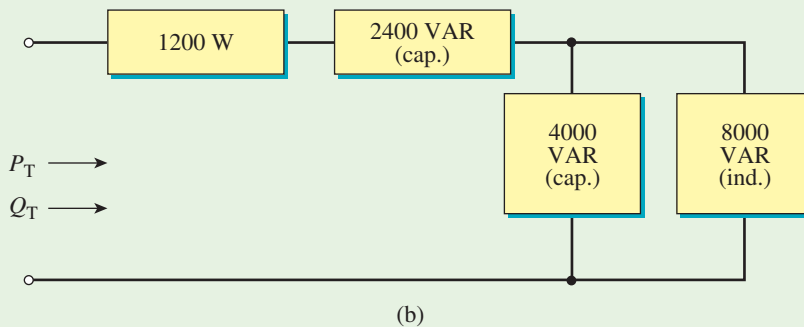 1200 W
2400 VAR
(cap.)
4000
VAR
(cap.)
8000
VAR
(ind.)
P_T
Q_T
(b)